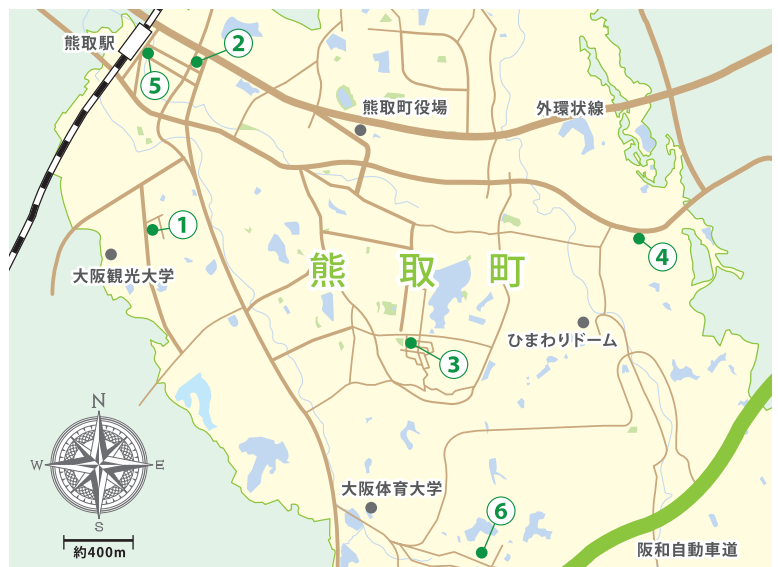 熊取駅
2
5
熊取町役場
外環状線
1
大阪観光大学
熊取町
4
ひまわりドーム
3
N
W
E
S
約400m
大阪体育大学
6
阪和自動車道